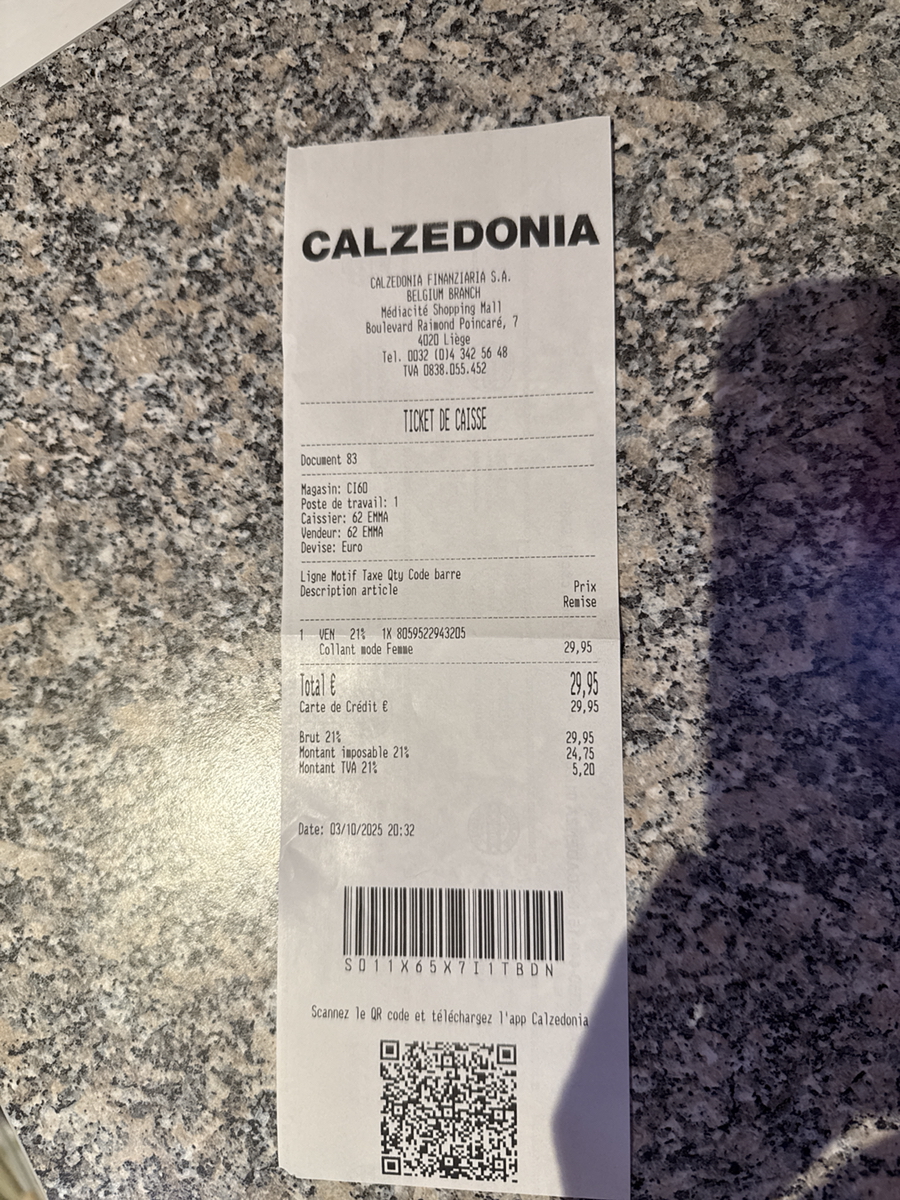 CALZEDONIA
CALZEDONIA FINANZIARIA S.A.
BELGIUM BRANCH
Médiacité Shopping Mall
Boulevard Raimond Poincaré, 7
4020 Liège
Tel. 0032 (0)4 342 56 48
TVA 0838.055.452
TICKET DE CAISSE
Document 83
Magasin: CI60
Poste de travail: 1
Caissier: 62 EMMA
Vendeur: 62 EMMA
Devise: Euro
Ligne Motif Taxe Qty Code barre
Description article Prix
Remise
1 VEN 21% 1X 8059522943205
Collant mode Femme 29,95
Total € 29,95
Carte de Crédit € 29,95
Brut 21% 29,95
Montant imposable 21% 24,75
Montant TVA 21% 5,20
Date: 03/10/2025 20:32
S011X65X7I1TBDN
Scannez le QR code et téléchargez l'app Calzedonia